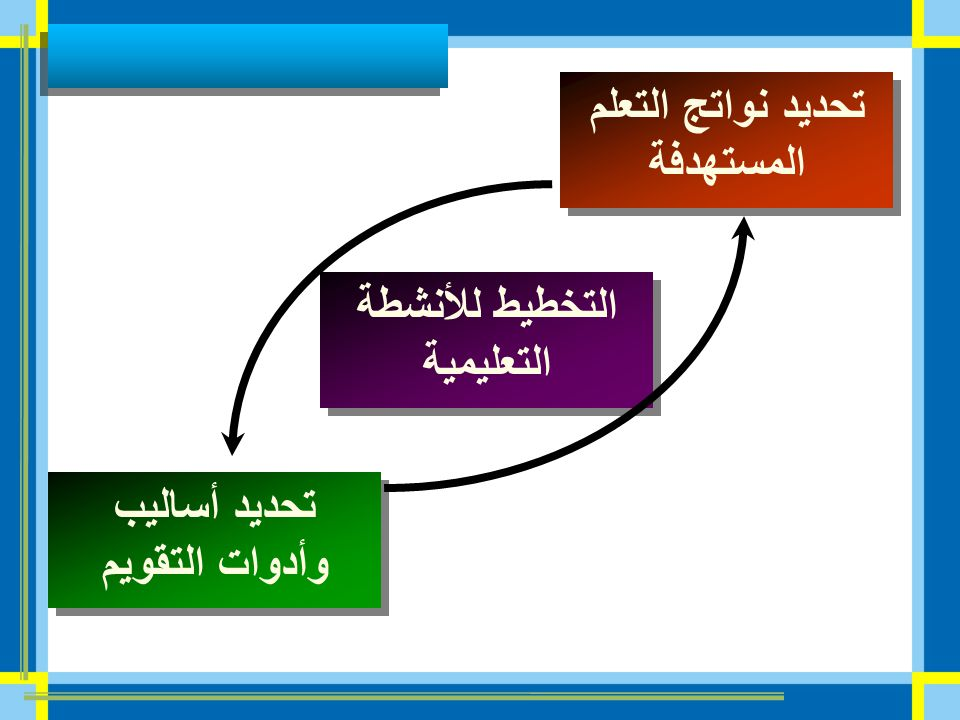 تحديد نواتج التعلم
المستهدفة
التخطيط للأنشطة
التعليمية
تحديد أساليب
وأدوات التقويم